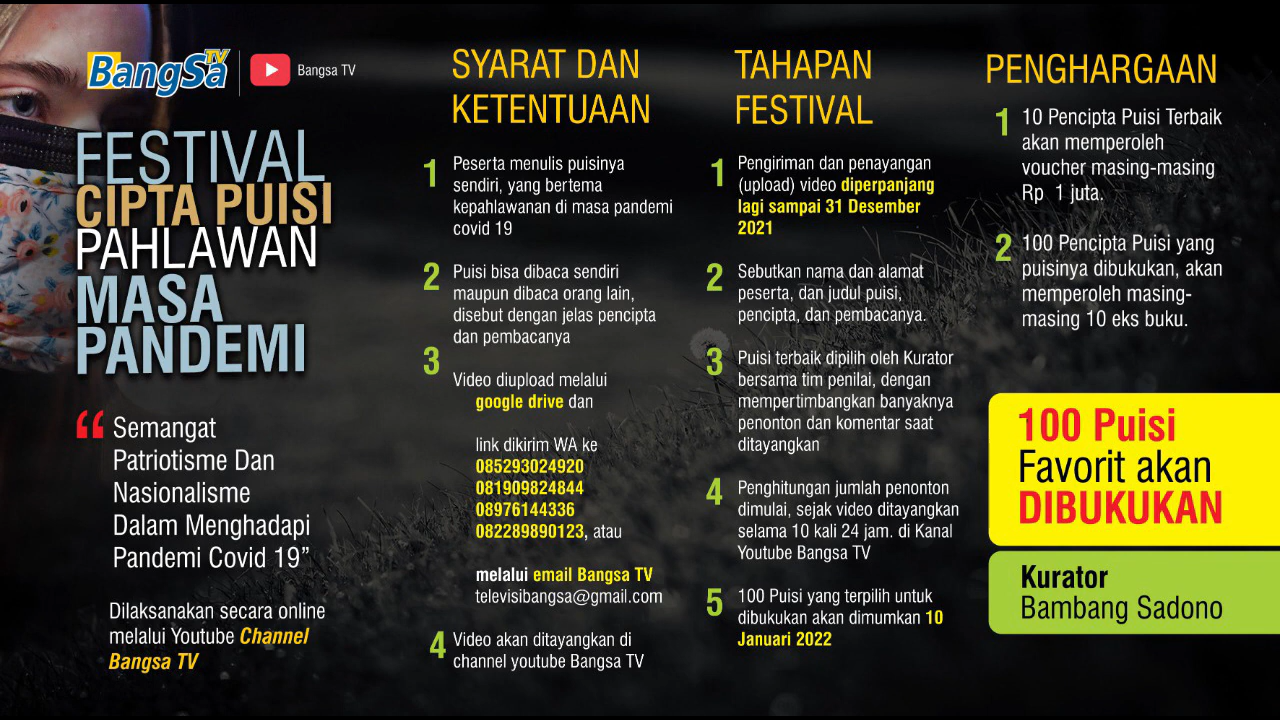 BangSa TV
Bangsa TV
FESTIVAL
CIPTA PUISI
PAHLAWAN
MASA
PANDEMI
“ Semangat
Patriotisme Dan
Nasionalisme
Dalam Menghadapi
Pandemi Covid 19”
Dilaksanakan secara online
melalui Youtube Channel
Bangsa TV
SYARAT DAN
KETENTUAAN
1 Peserta menulis puisinya
sendiri, yang bertema
kepahlawanan di masa pandemi
covid 19
2 Puisi bisa dibaca sendiri
maupun dibaca orang lain,
disebut dengan jelas pencipta
dan pembacanya
3
Video diupload melalui
google drive dan
link dikirim WA ke
085293024920
081909824844
08976144336
082289890123, atau
melalui email Bangsa TV
televisibangsa@gmail.com
4 Video akan ditayangkan di
channel youtube Bangsa TV
TAHAPAN
FESTIVAL
1 Pengiriman dan penayangan
(upload) video diperpanjang
lagi sampai 31 Desember
2021
2 Sebutkan nama dan alamat
peserta, dan judul puisi,
pencipta, dan pembacanya.
3 Puisi terbaik dipilih oleh Kurator
bersama tim penilai, dengan
mempertimbangkan banyaknya
penonton dan komentar saat
ditayangkan
4 Penghitungan jumlah penonton
dimulai, sejak video ditayangkan
selama 10 kali 24 jam. di Kanal
Youtube Bangsa TV
5 100 Puisi yang terpilih untuk
dibukukan akan dimumkan 10
Januari 2022
PENGHARGAAN
1 10 Pencipta Puisi Terbaik
akan memperoleh
voucher masing-masing
Rp 1 juta.
2 100 Pencipta Puisi yang
puisinya dibukukan, akan
memperoleh masing-
masing 10 eks buku.
100 Puisi
Favorit akan
DIBUKUKAN
Kurator
Bambang Sadono